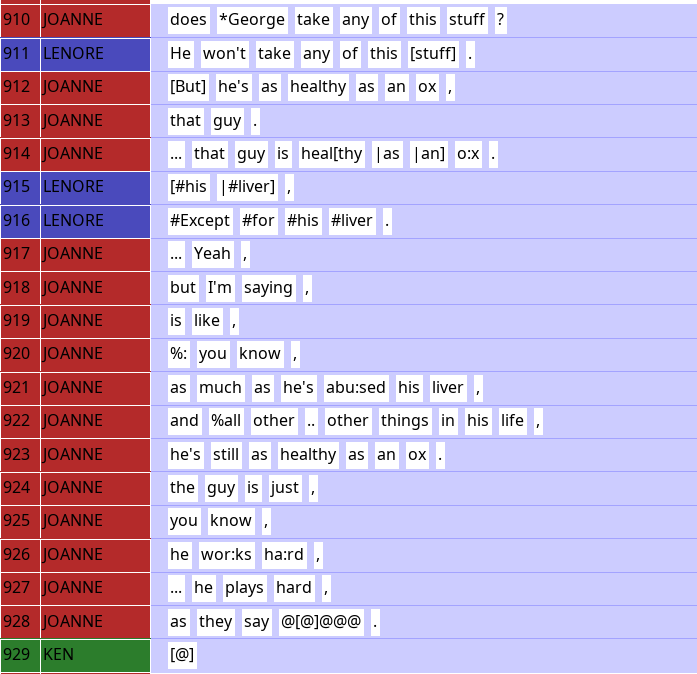 910 JOANNE does *George take any of this stuff ?
911 LENORE He won't take any of this [stuff] .
912 JOANNE [But] he's as healthy as an ox ,
913 JOANNE that guy .
914 JOANNE ... that guy is heal[thy |as |an] o:x .
915 LENORE [#his |#liver] ,
916 LENORE #Except #for #his #liver .
917 JOANNE ... Yeah ,
918 JOANNE but I'm saying ,
919 JOANNE is like ,
920 JOANNE %: you know ,
921 JOANNE as much as he's abu:sed his liver ,
922 JOANNE and %all other .. other things in his life ,
923 JOANNE he's still as healthy as an ox .
924 JOANNE the guy is just ,
925 JOANNE you know ,
926 JOANNE he wor:ks ha:rd ,
927 JOANNE ... he plays hard ,
928 JOANNE as they say @[@]@@@ .
929 KEN [@]